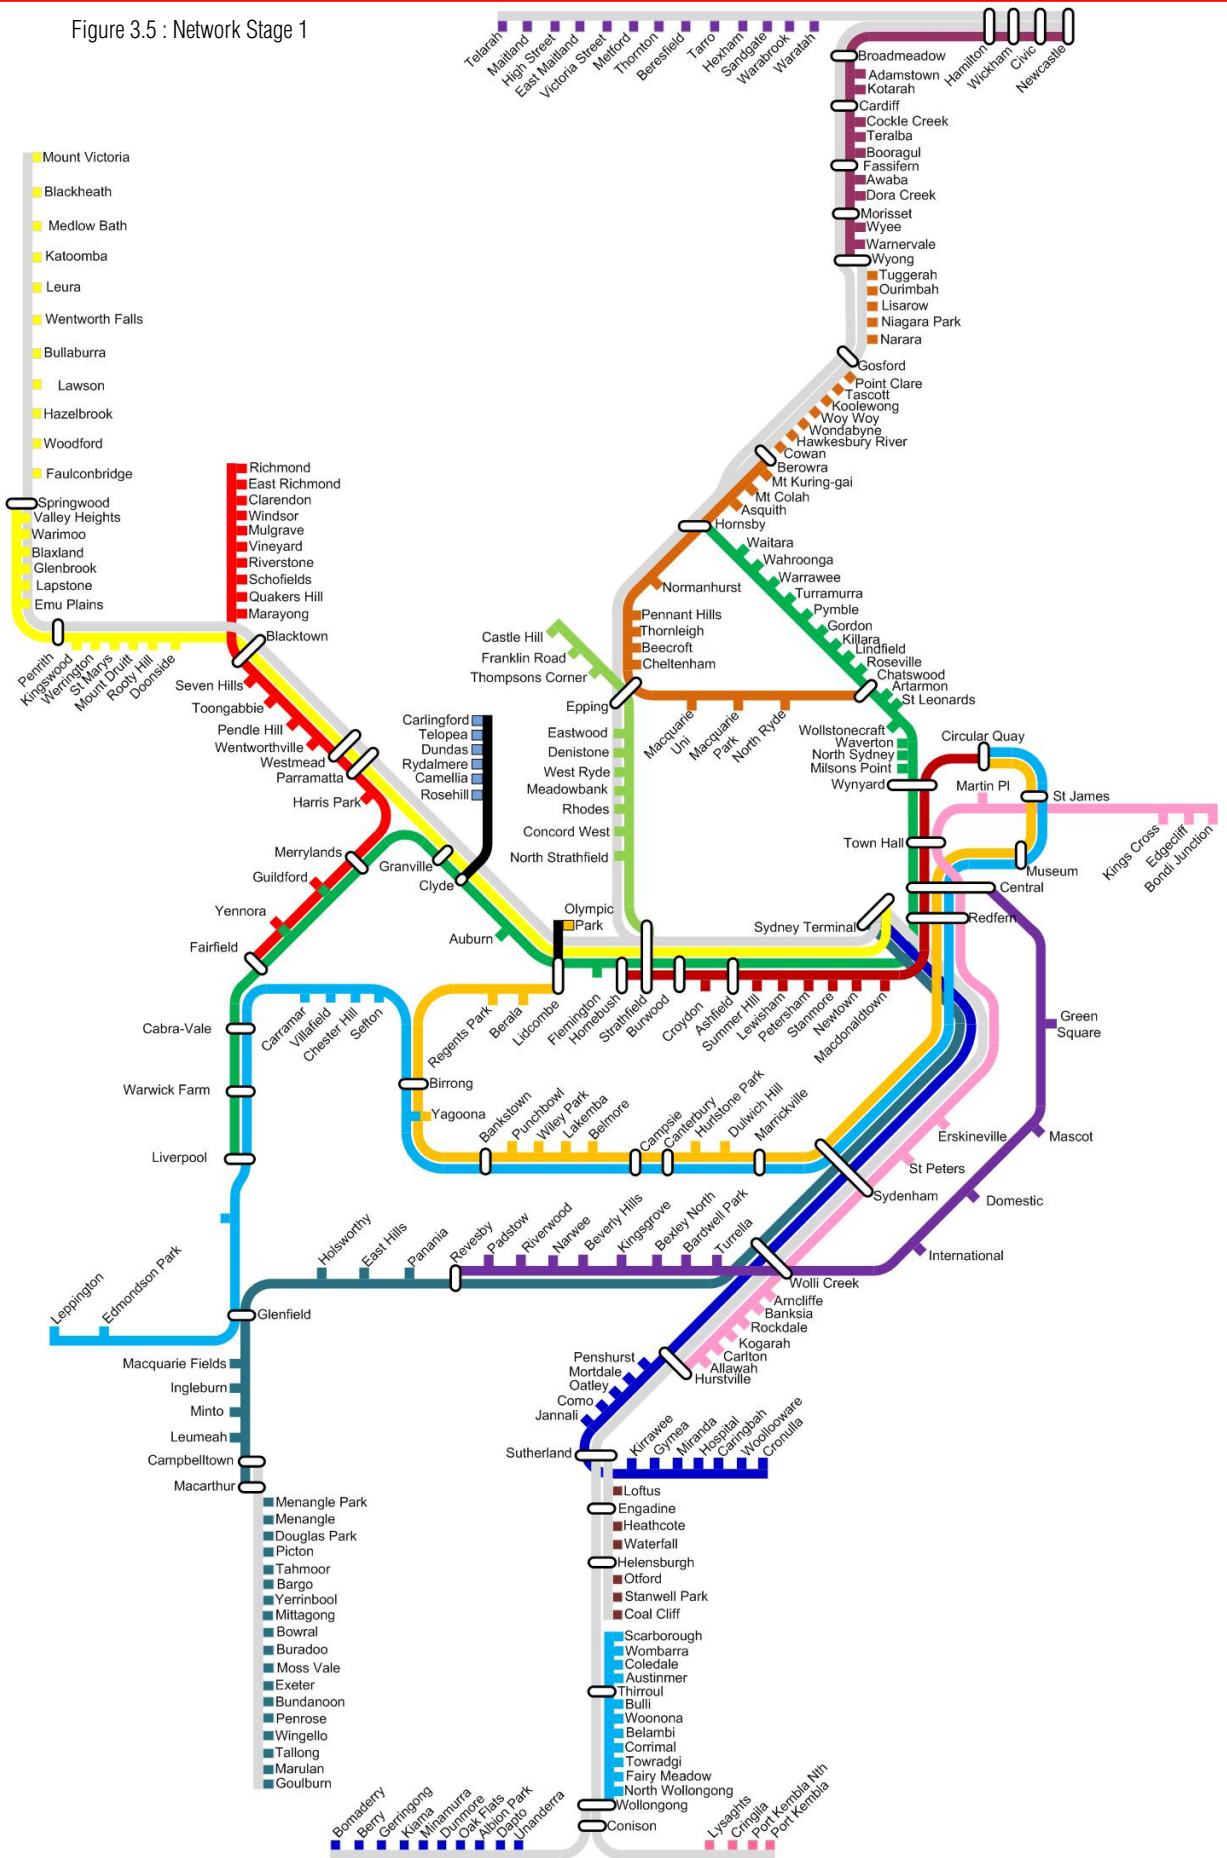 Figure 3.5 : Network Stage 1
Telarah
Maitland
High Street
East Maitland
Victoria Street
Metford
Thornton
Beresfield
Tarro
Hexham
Sandgate
Warabrook
Waratah
Hamilton
Wickham
Civic
Newcastle
Broadmeadow
Adamstown
Kotarah
Cardiff
Cockle Creek
Teralba
Booragul
Fassifern
Awaba
Dora Creek
Morisset
Wyee
Warnervale
Wyong
Tuggerah
Ourimbah
Lisarow
Niagara Park
Narara
Gosford
Point Clare
Tascott
Koolewong
Woy Woy
Wondabyne
Hawkesbury River
Cowan
Berowra
Mt Kuring-gai
Mt Colah
Asquith
Hornsby
Mount Victoria
Blackheath
Medlow Bath
Katoomba
Leura
Wentworth Falls
Bullaburra
Lawson
Hazelbrook
Woodford
Faulconbridge
Springwood
Valley Heights
Warimoo
Blaxland
Glenbrook
Lapstone
Emu Plains
Penrith
Kingswood
Werrington
St Marys
Mount Druitt
Rooty Hill
Doonside
Richmond
East Richmond
Clarendon
Windsor
Mulgrave
Vineyard
Riverstone
Schofields
Quakers Hill
Marayong
Blacktown
Seven Hills
Toongabbie
Pendle Hill
Wentworthville
Westmead
Parramatta
Harris Park
Merrylands
Guildford
Yennora
Fairfield
Granville
Clyde
Auburn
Carlingford
Telopea
Dundas
Rydalmere
Camellia
Rosehill
Waitara
Wahroonga
Warrawee
Turramurra
Pymble
Gordon
Killara
Lindfield
Roseville
Chatswood
Artarmon
St Leonards
Wollstonecraft
Waverton
North Sydney
Milsons Point
Wynyard
Town Hall
Normanhurst
Pennant Hills
Thornleigh
Beecroft
Cheltenham
Castle Hill
Franklin Road
Thompsons Corner
Epping
Macquarie
Uni
Macquarie
Park
North Ryde
Eastwood
Denistone
West Ryde
Meadowbank
Rhodes
Concord West
North Strathfield
Circular Quay
Martin Pl
St James
Museum
Kings Cross
Edgecliff
Bondi Junction
Central
Redfern
Sydney Terminal
Olympic
Park
Lidcombe
Flemington
Homebush
Strathfield
Burwood
Croydon
Ashfield
Summer HIll
Lewisham
Petersham
Stanmore
Newtown
Macdonaldtown
Cabra-Vale
Warwick Farm
Liverpool
Carramar
Villafield
Chester Hill
Sefton
Regents Park
Berala
Birrong
Yagoona
Bankstown
Punchbowl
Wiley Park
Lakemba
Belmore
Campsie
Canterbury
Hurlstone Park
Dulwich Hill
Marrickville
Sydenham
Green
Square
Mascot
Domestic
International
Erskineville
St Peters
Leppington
Edmondson Park
Glenfield
Holsworthy
East Hills
Panania
Revesby
Padstow
Riverwood
Narwee
Beverly Hills
Kingsgrove
Bexley North
Bardwell Park
Turrella
Wolli Creek
Arncliffe
Banksia
Rockdale
Kogarah
Carlton
Allawah
Hurstville
Penshurst
Mortdale
Oatley
Como
Jannali
Sutherland
Kirrawee
Gymea
Miranda
Hospital
Caringbah
Woollooware
Cronulla
Macquarie Fields
Ingleburn
Minto
Leumeah
Campbelltown
Macarthur
Menangle Park
Menangle
Douglas Park
Picton
Tahmoor
Bargo
Yerrinbool
Mittagong
Bowral
Buradoo
Moss Vale
Exeter
Bundanoon
Penrose
Wingello
Tallong
Marulan
Goulburn
Loftus
Engadine
Heathcote
Waterfall
Helensburgh
Otford
Stanwell Park
Coal Cliff
Scarborough
Wombarra
Coledale
Austinmer
Thirroul
Bulli
Woonona
Belambi
Corrimal
Towradgi
Fairy Meadow
North Wollongong
Wollongong
Conison
Bomaderry
Berry
Gerringong
Kiama
Minamurra
Dunmore
Oak Flats
Albion Park
Dapto
Unanderra
Lysaghts
Cringila
Port Kembla Nth
Port Kembla